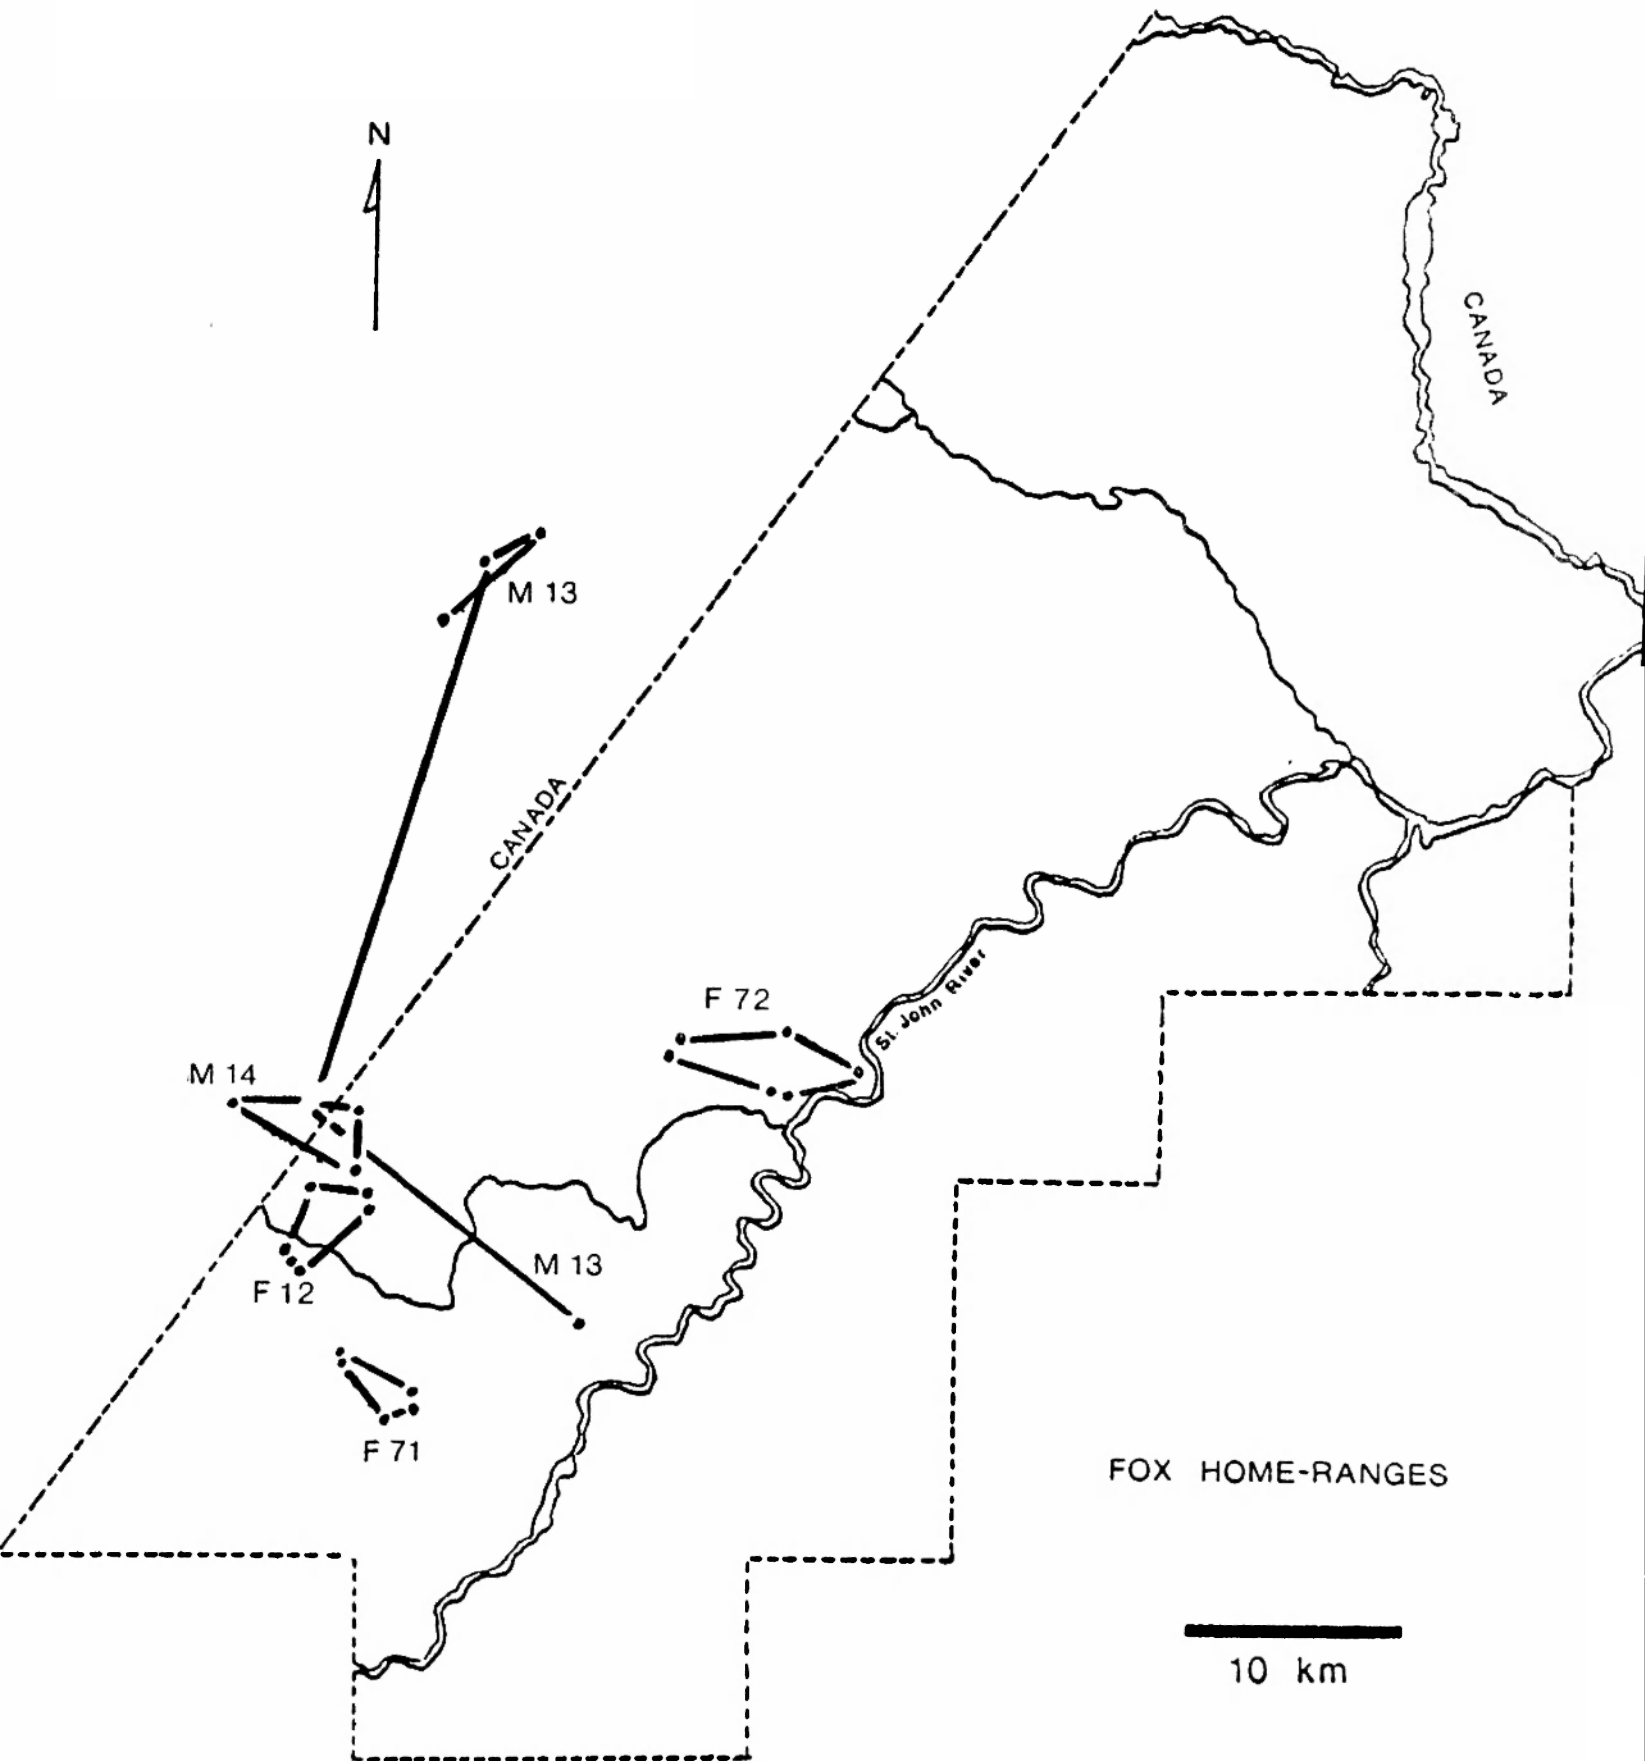 N
CANADA
M 13
CANADA
F 72
St. John River
M 14
M 13
F 12
F 71
FOX HOME-RANGES
10 km